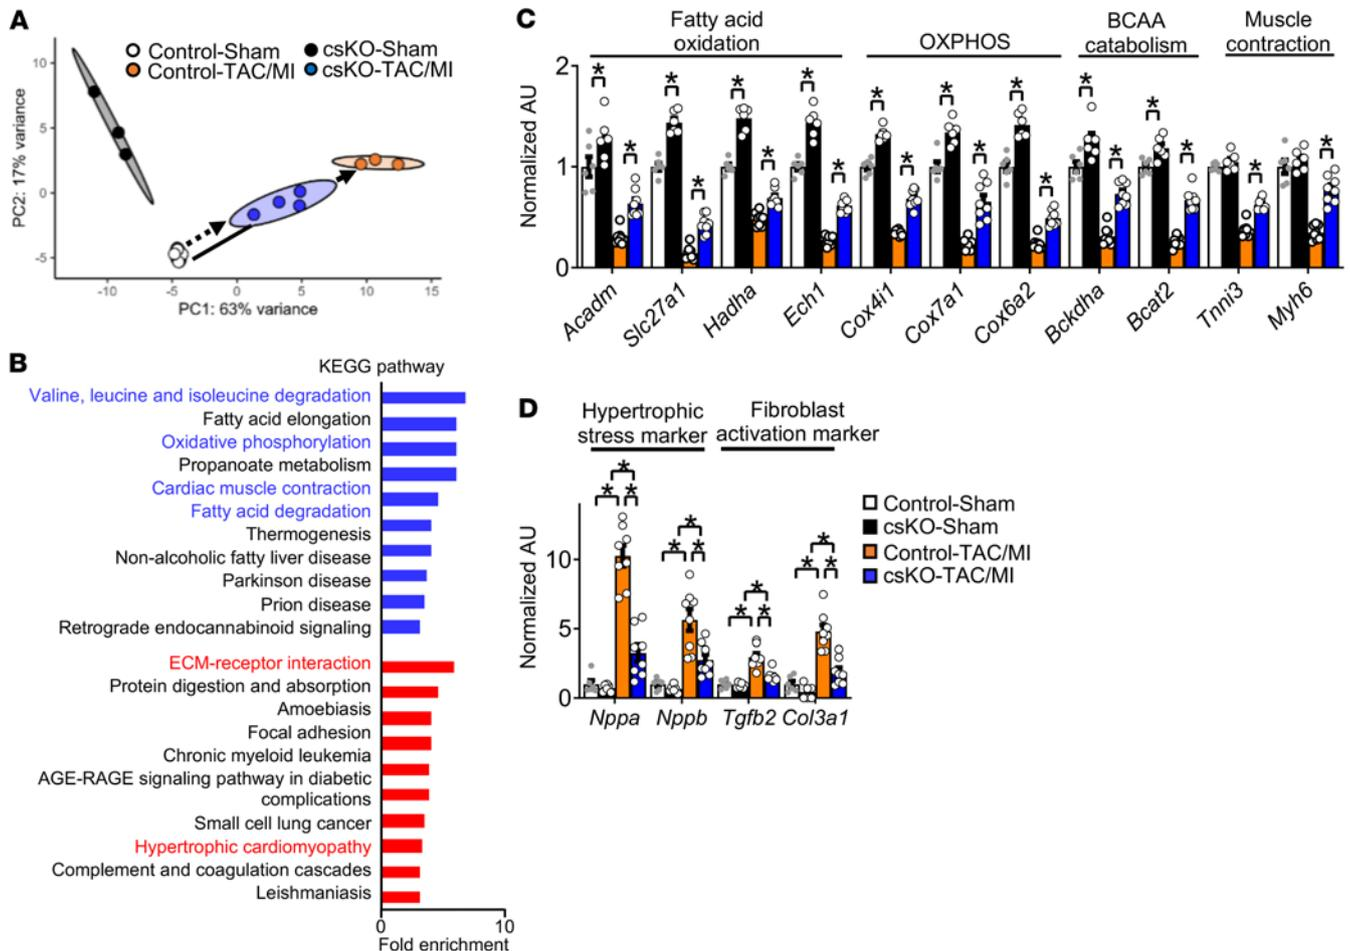 A
Control-Sham
csKO-Sham
Control-TAC/MI
csKO-TAC/MI
PC2: 17% variance
10
5
0
-5
-10
-5
0
5
10
15
PC1: 63% variance
B
KEGG pathway
Valine, leucine and isoleucine degradation
Fatty acid elongation
Oxidative phosphorylation
Propanoate metabolism
Cardiac muscle contraction
Fatty acid degradation
Thermogenesis
Non-alcoholic fatty liver disease
Parkinson disease
Prion disease
Retrograde endocannabinoid signaling
ECM-receptor interaction
Protein digestion and absorption
Amoebiasis
Focal adhesion
Chronic myeloid leukemia
AGE-RAGE signaling pathway in diabetic
complications
Small cell lung cancer
Hypertrophic cardiomyopathy
Complement and coagulation cascades
Leishmaniasis
0
10
Fold enrichment
C
Fatty acid
oxidation
OXPHOS
BCAA
catabolism
Muscle
contraction
Normalized AU
2
1
0
* * * * * * * * * * * * * * * * * * * *
Acadm
Slc27a1
Hadha
Ech1
Cox4i1
Cox7a1
Cox6a2
Bckdha
Bcat2
Tnni3
Myh6
D
Hypertrophic
stress marker
Fibroblast
activation marker
Normalized AU
10
5
0
* * * * * * * * * * * *
Nppa
Nppb
Tgfb2
Col3a1
Control-Sham
csKO-Sham
Control-TAC/MI
csKO-TAC/MI